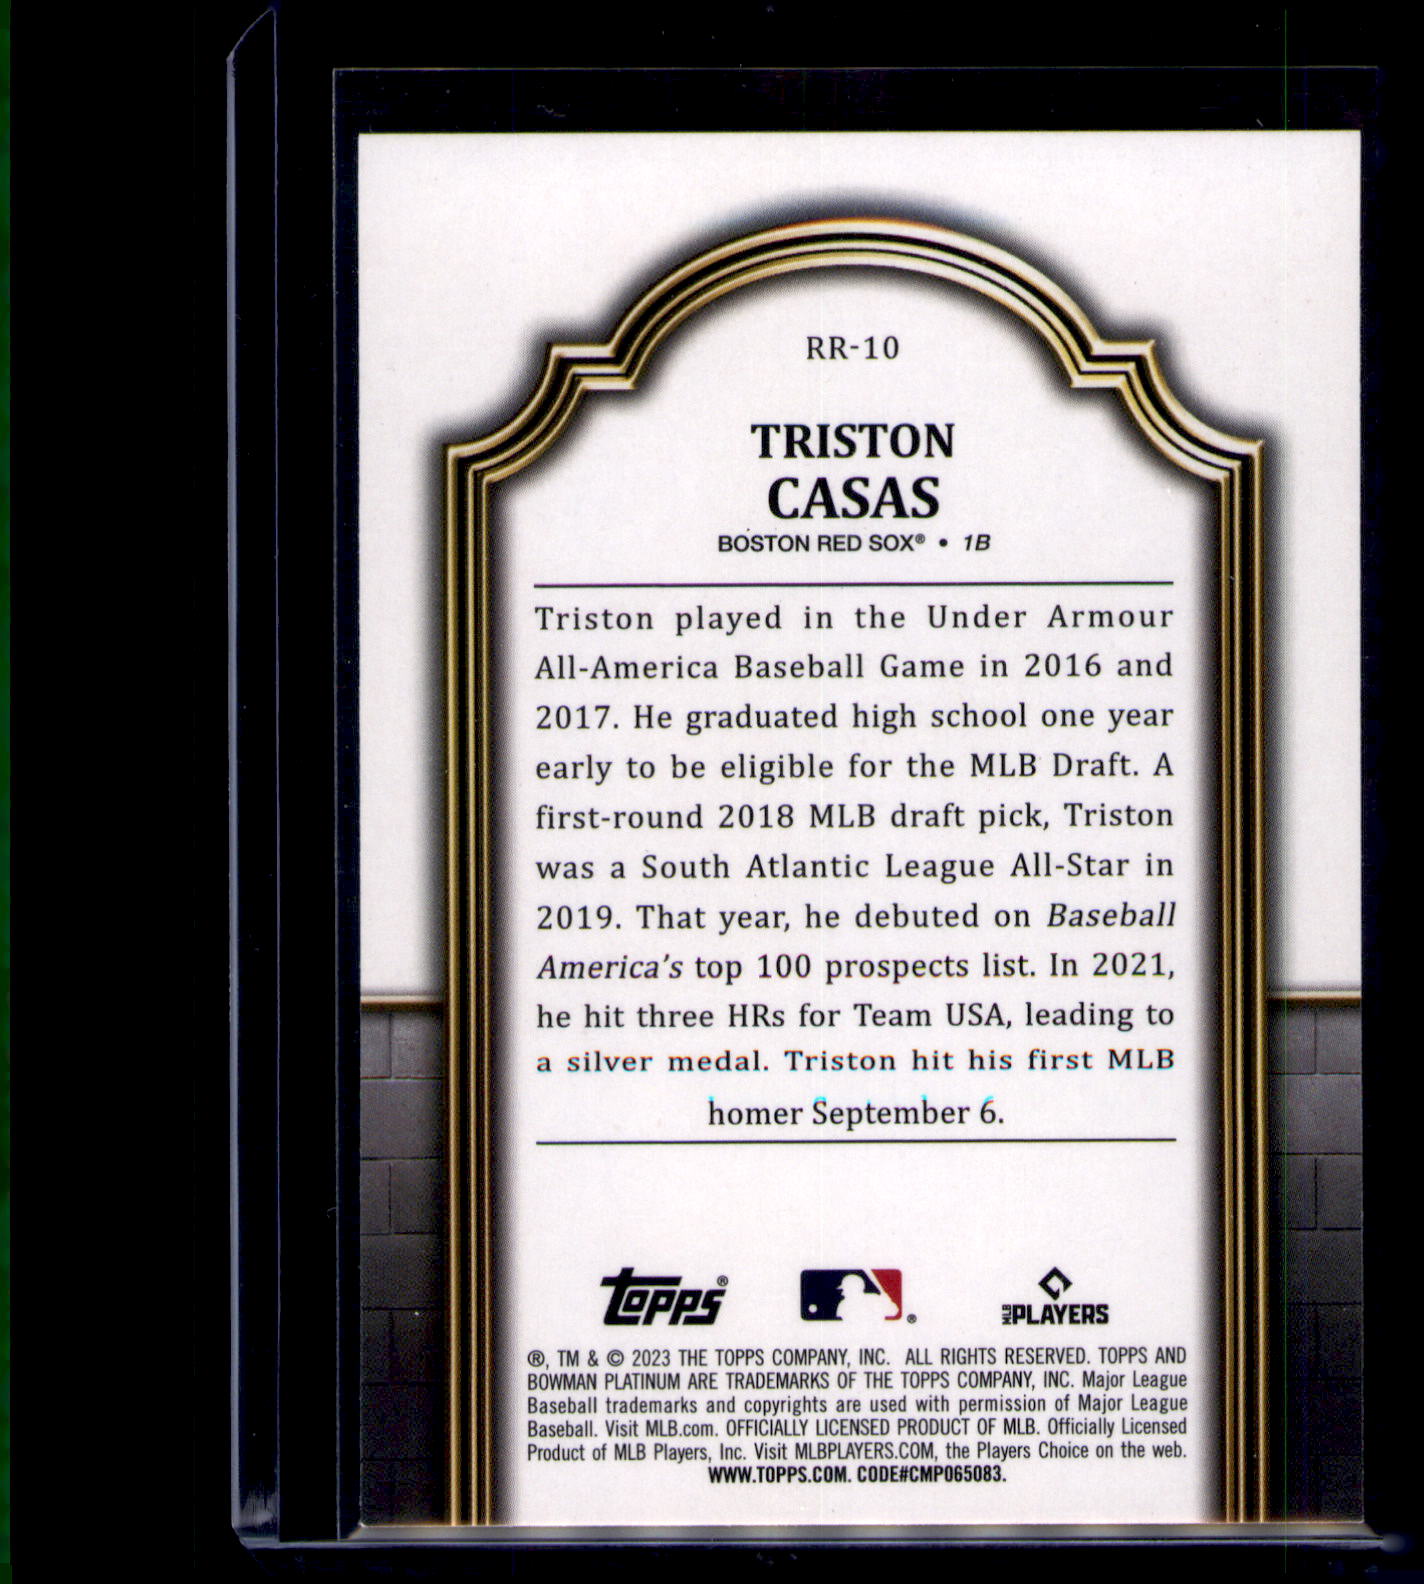 RR-10
TRISTON
CASAS
BOSTON RED SOX® • 1B
Triston played in the Under Armour
All-America Baseball Game in 2016 and
2017. He graduated high school one year
early to be eligible for the MLB Draft. A
first-round 2018 MLB draft pick, Triston
was a South Atlantic League All-Star in
2019. That year, he debuted on Baseball
America's top 100 prospects list. In 2021,
he hit three HRs for Team USA, leading to
a silver medal. Triston hit his first MLB
homer September 6.
topps® ® MLB PLAYERS
®, TM & © 2023 THE TOPPS COMPANY, INC. ALL RIGHTS RESERVED. TOPPS AND
BOWMAN PLATINUM ARE TRADEMARKS OF THE TOPPS COMPANY, INC. Major League
Baseball trademarks and copyrights are used with permission of Major League
Baseball. Visit MLB.com. OFFICIALLY LICENSED PRODUCT OF MLB. Officially Licensed
Product of MLB Players, Inc. Visit MLBPLAYERS.COM, the Players Choice on the web.
WWW.TOPPS.COM. CODE#CMP065083.